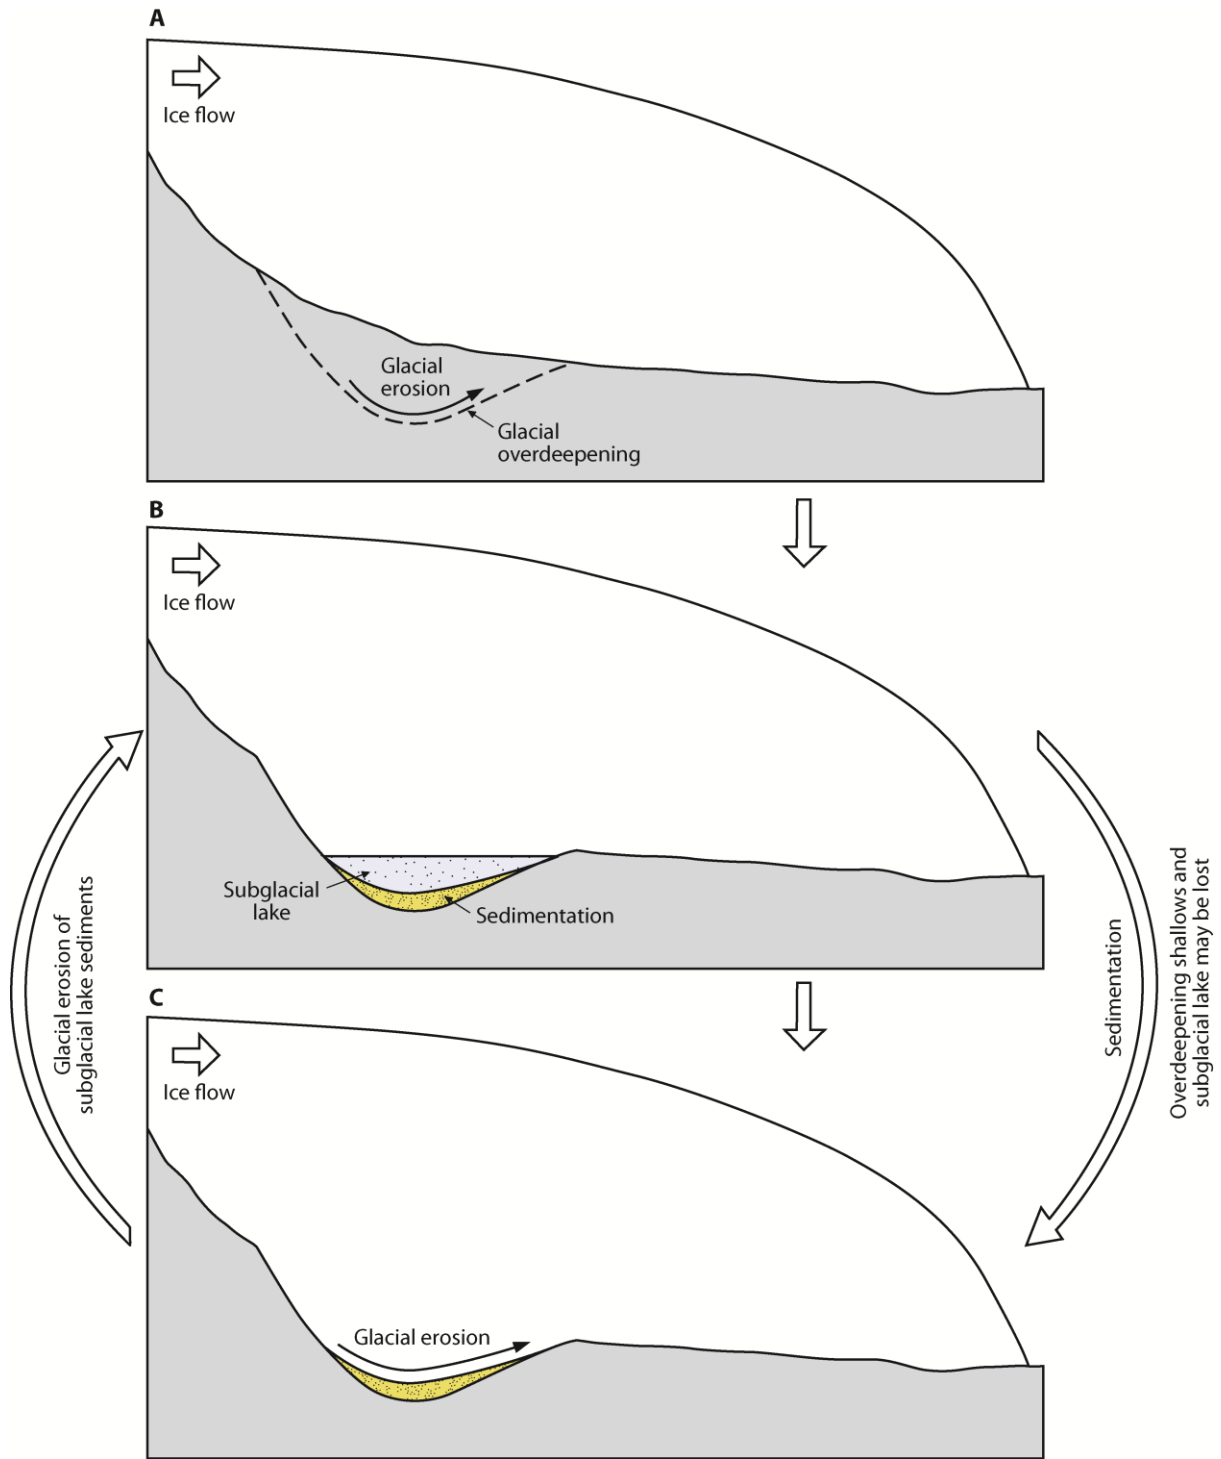 A
Ice flow
Glacial
erosion
Glacial
overdeepening
B
Ice flow
Subglacial
lake
Sedimentation
Glacial erosion of
subglacial lake sediments
Sedimentation
Overdeepening shallows and
subglacial lake may be lost
C
Ice flow
Glacial erosion